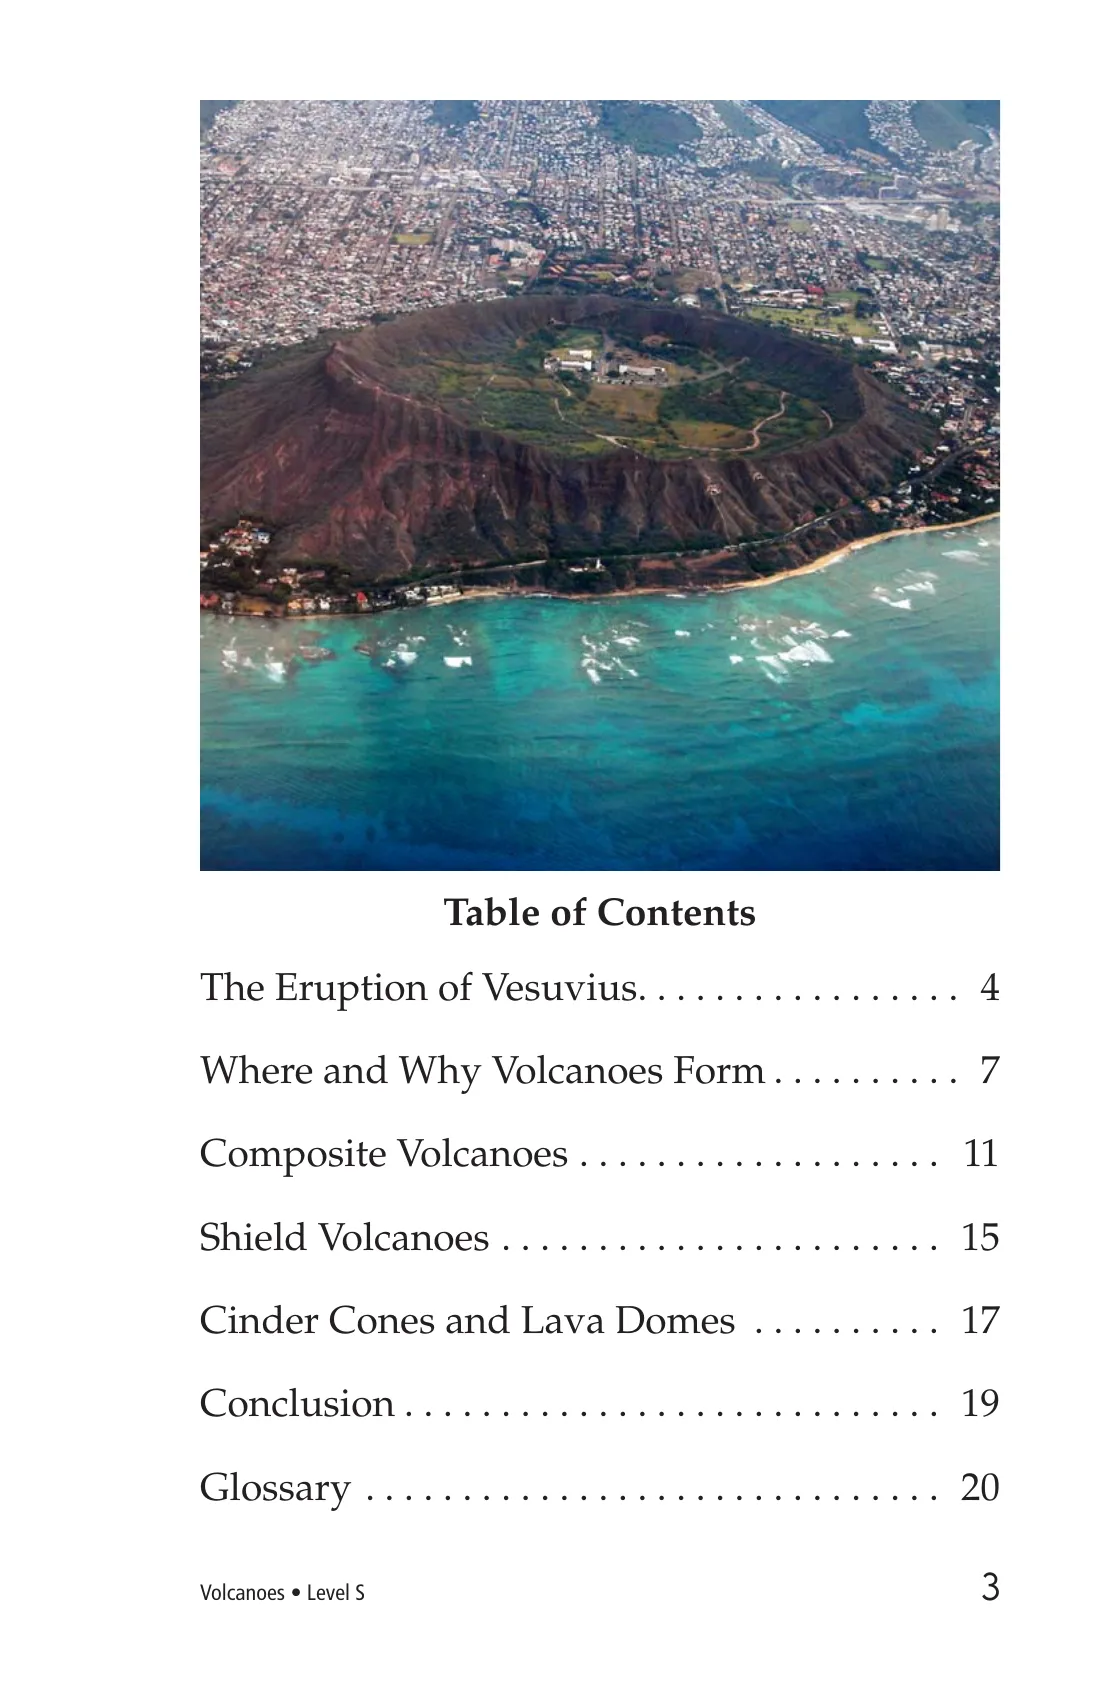 Table of Contents
The Eruption of Vesuvius. . . . . . . . . . . . . . . . . 4
Where and Why Volcanoes Form . . . . . . . . . . 7
Composite Volcanoes . . . . . . . . . . . . . . . . . . . 11
Shield Volcanoes . . . . . . . . . . . . . . . . . . . . . . . 15
Cinder Cones and Lava Domes . . . . . . . . . . 17
Conclusion . . . . . . . . . . . . . . . . . . . . . . . . . . . . 19
Glossary . . . . . . . . . . . . . . . . . . . . . . . . . . . . . . 20
Volcanoes • Level S 3